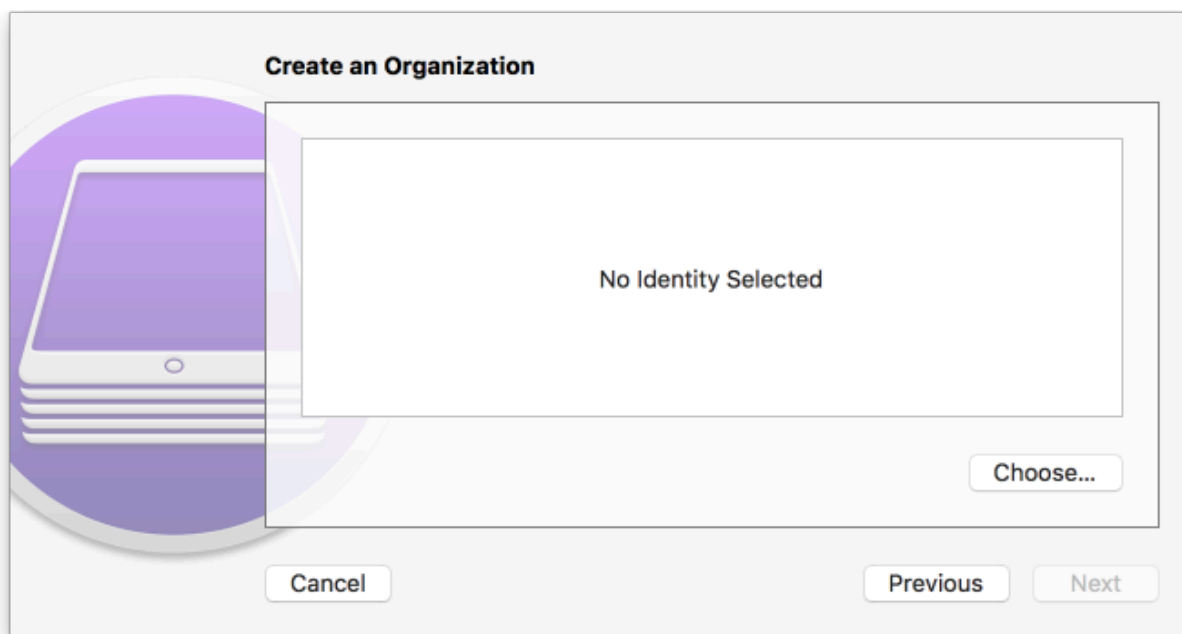 Create an Organization
No Identity Selected
Choose...
Cancel
Previous
Next